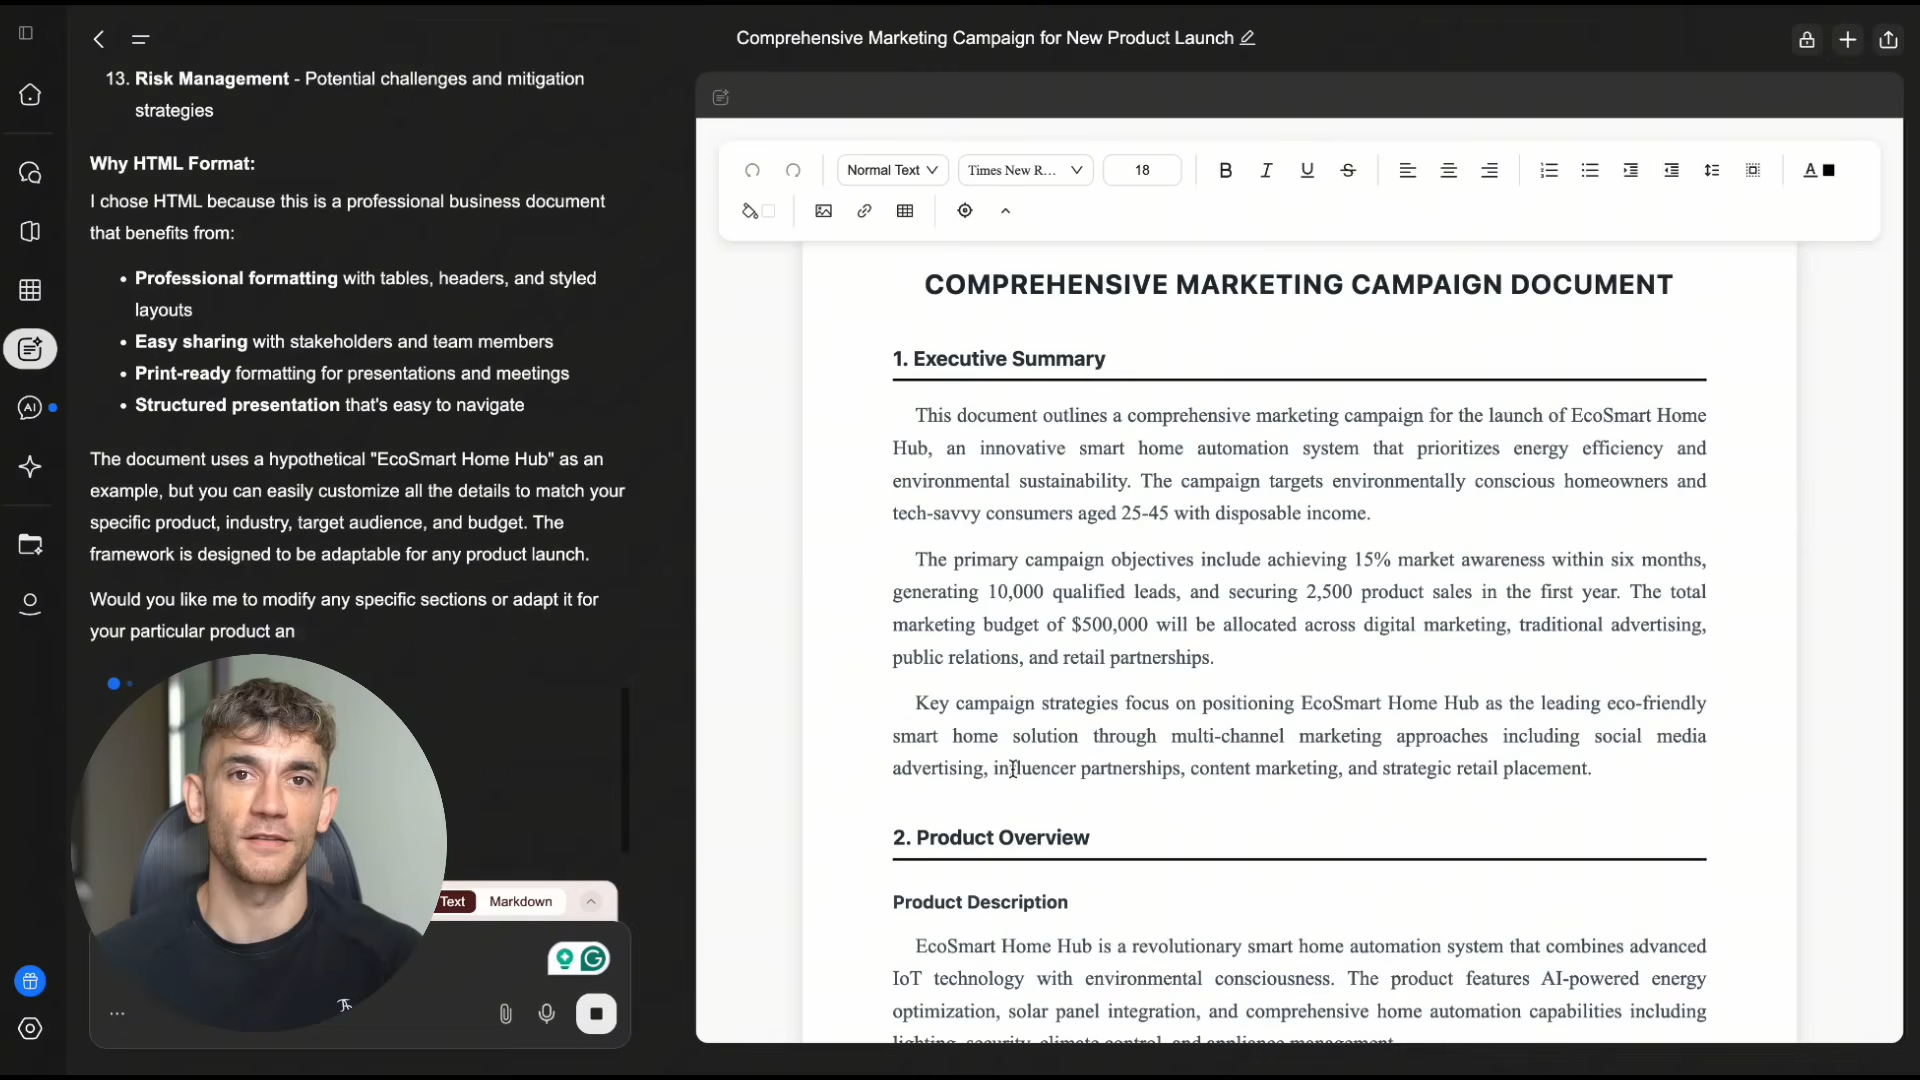 Comprehensive Marketing Campaign for New Product Launch
13. Risk Management - Potential challenges and mitigation
strategies
Why HTML Format:
I chose HTML because this is a professional business document
that benefits from:
• Professional formatting with tables, headers, and styled
layouts
• Easy sharing with stakeholders and team members
• Print-ready formatting for presentations and meetings
• Structured presentation that's easy to navigate
The document uses a hypothetical "EcoSmart Home Hub" as an
example, but you can easily customize all the details to match your
specific product, industry, target audience, and budget. The
framework is designed to be adaptable for any product launch.
Would you like me to modify any specific sections or adapt it for
your particular product an
Text Markdown
AI
Normal Text Times New R... 18 B I U S A
COMPREHENSIVE MARKETING CAMPAIGN DOCUMENT
1. Executive Summary
This document outlines a comprehensive marketing campaign for the launch of EcoSmart Home
Hub, an innovative smart home automation system that prioritizes energy efficiency and
environmental sustainability. The campaign targets environmentally conscious homeowners and
tech-savvy consumers aged 25-45 with disposable income.
The primary campaign objectives include achieving 15% market awareness within six months,
generating 10,000 qualified leads, and securing 2,500 product sales in the first year. The total
marketing budget of $500,000 will be allocated across digital marketing, traditional advertising,
public relations, and retail partnerships.
Key campaign strategies focus on positioning EcoSmart Home Hub as the leading eco-friendly
smart home solution through multi-channel marketing approaches including social media
advertising, influencer partnerships, content marketing, and strategic retail placement.
2. Product Overview
Product Description
EcoSmart Home Hub is a revolutionary smart home automation system that combines advanced
IoT technology with environmental consciousness. The product features AI-powered energy
optimization, solar panel integration, and comprehensive home automation capabilities including
lighting, security, climate control, and appliance management.